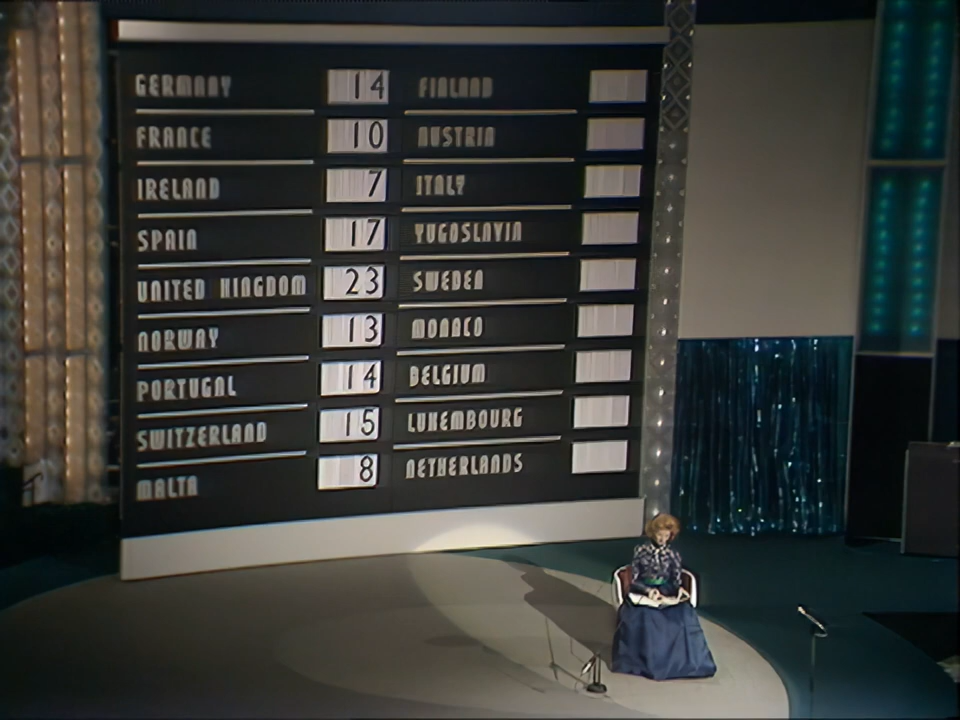 GERMANY 14 FINLAND
FRANCE 10 AUSTRIA
IRELAND 7 ITALY
SPAIN 17 YUGOSLAVIA
UNITED KINGDOM 23 SWEDEN
NORWAY 13 MONACO
PORTUGAL 14 BELGIUM
SWITZERLAND 15 LUXEMBOURG
MALTA 8 NETHERLANDS